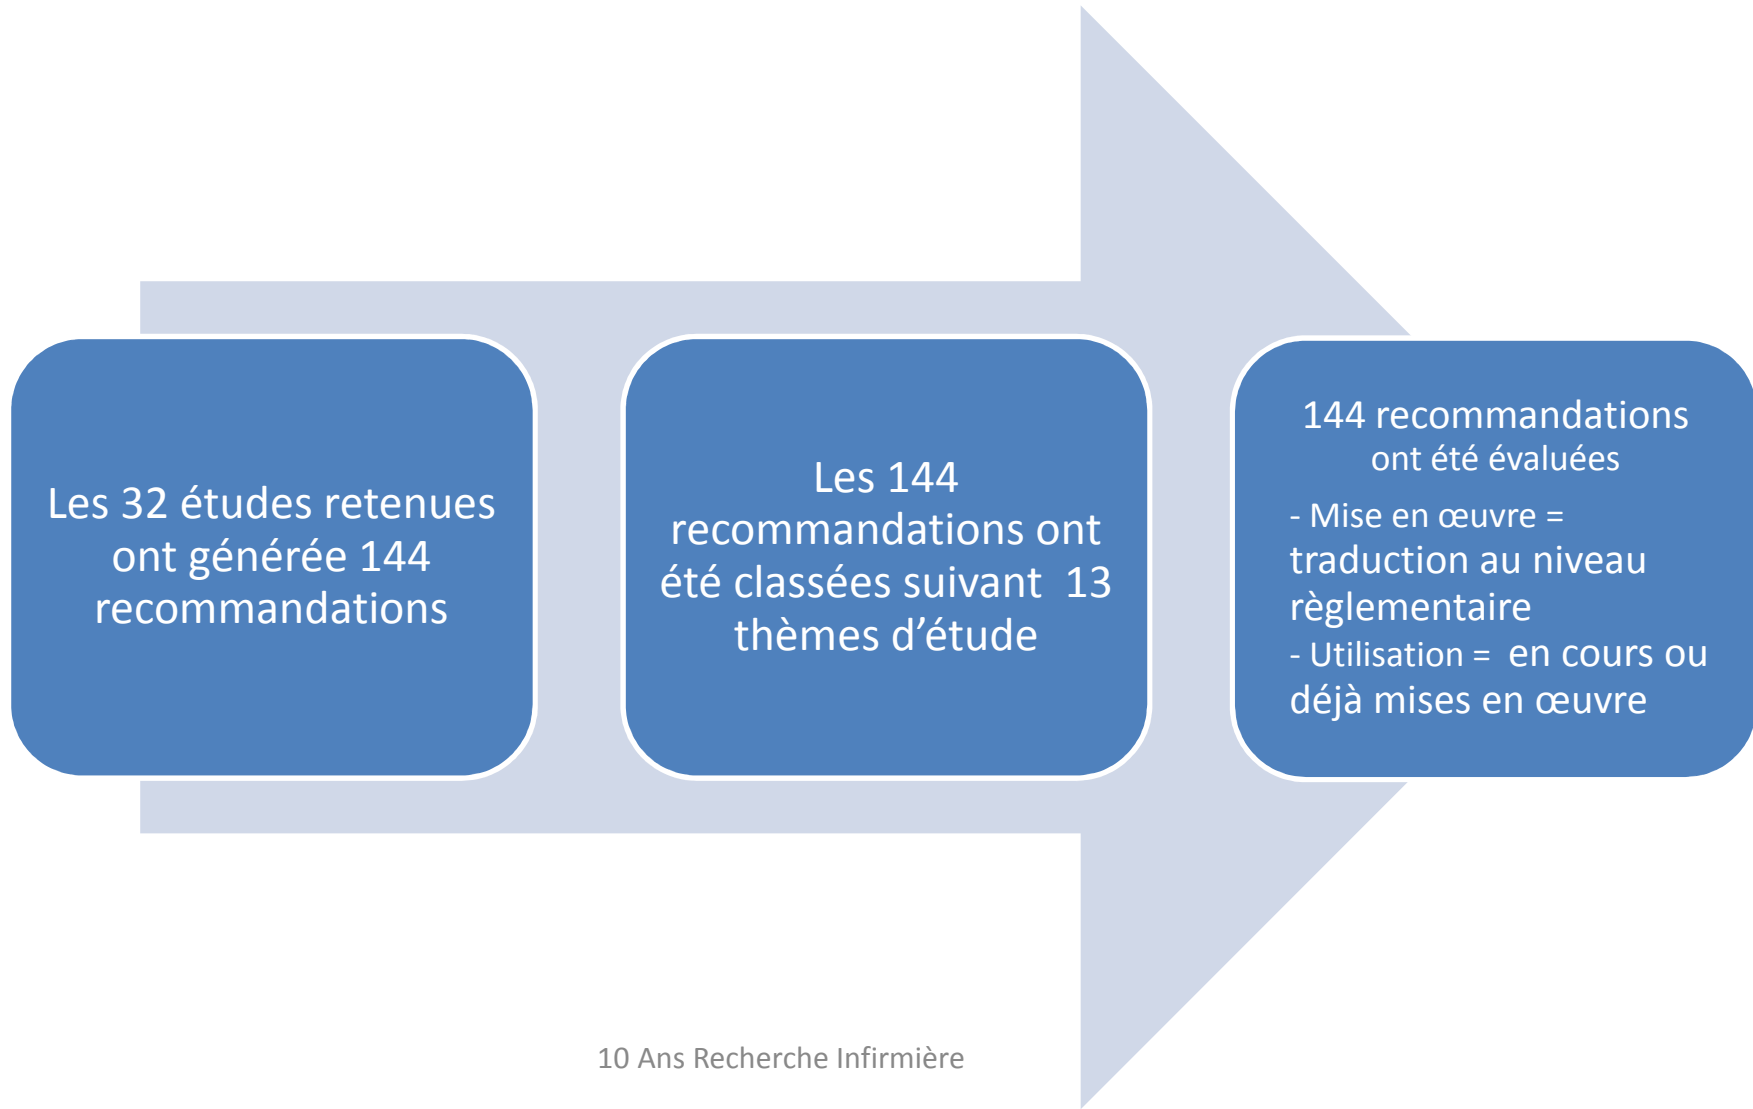 Les 32 études retenues
ont générée 144
recommandations
Les 144
recommandations ont
été classées suivant  13
thèmes d’étude
144 recommandations
ont été évaluées
- Mise en œuvre =
traduction au niveau
règlementaire
- Utilisation =  en cours ou
déjà mises en œuvre
10 Ans Recherche Infirmière